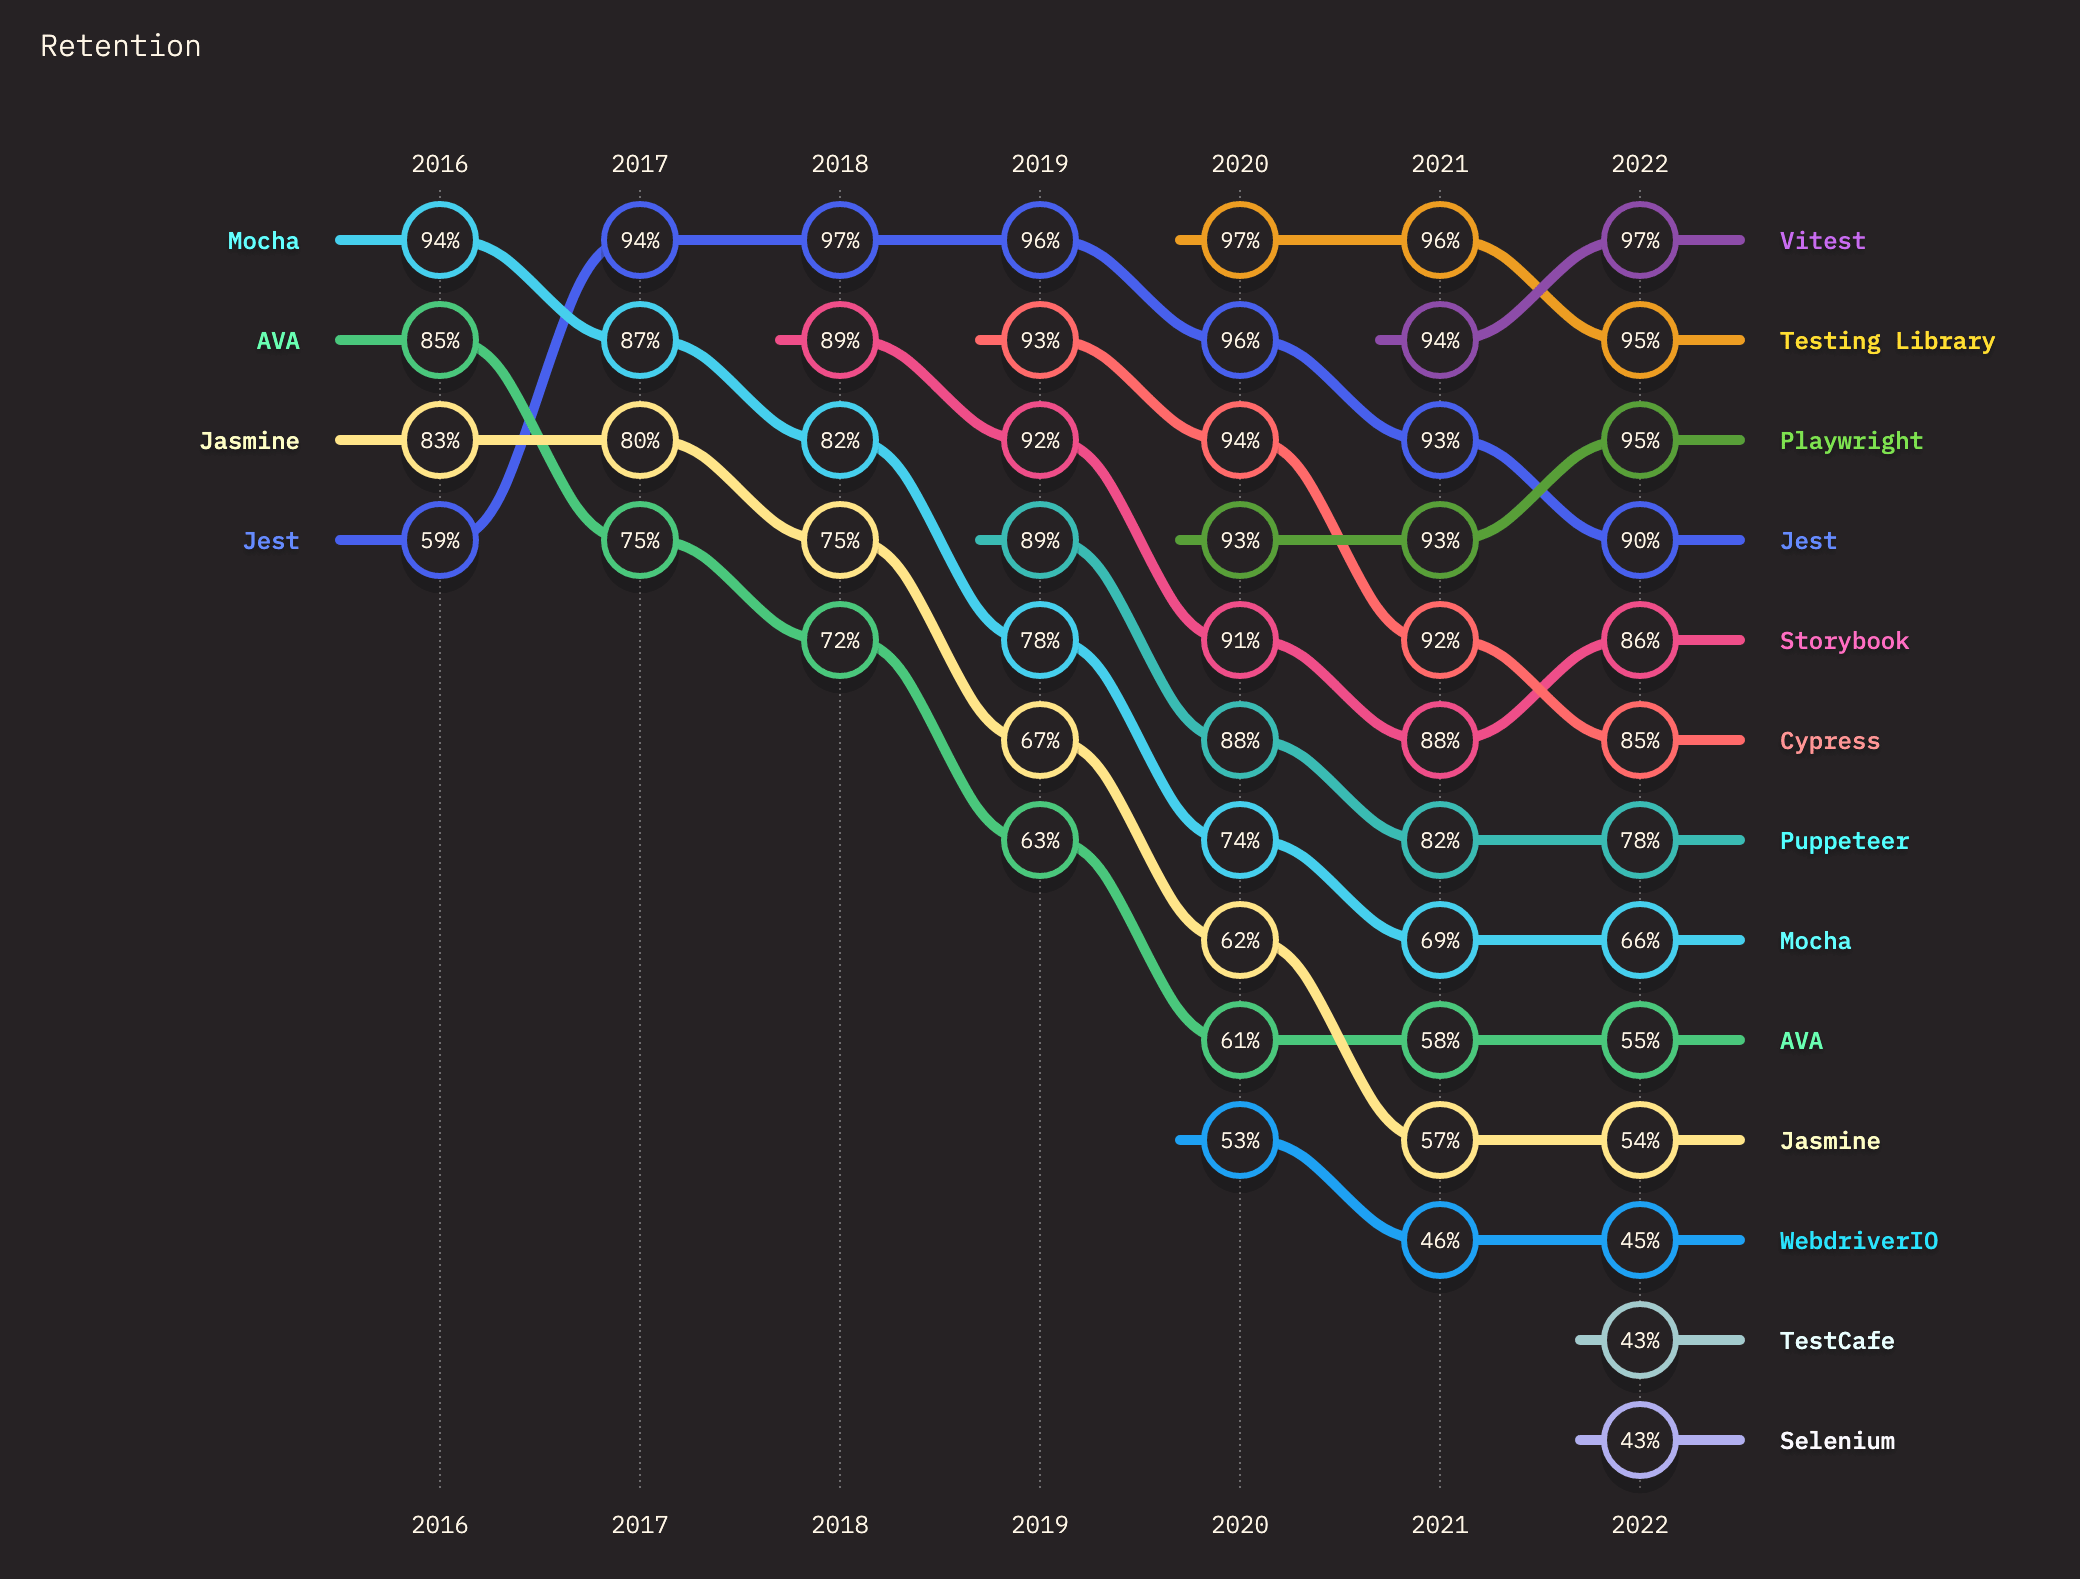 Retention
2016 2017 2018 2019 2020 2021 2022
Mocha 94% 94% 97% 96% 97% 96% 97% Vitest
AVA 85% 87% 89% 93% 96% 94% 95% Testing Library
Jasmine 83% 80% 82% 92% 94% 93% 95% Playwright
Jest 59% 75% 75% 89% 93% 93% 90% Jest
72% 78% 91% 92% 86% Storybook
67% 88% 88% 85% Cypress
63% 74% 82% 78% Puppeteer
62% 69% 66% Mocha
61% 58% 55% AVA
53% 57% 54% Jasmine
46% 45% WebdriverIO
43% TestCafe
43% Selenium
2016 2017 2018 2019 2020 2021 2022